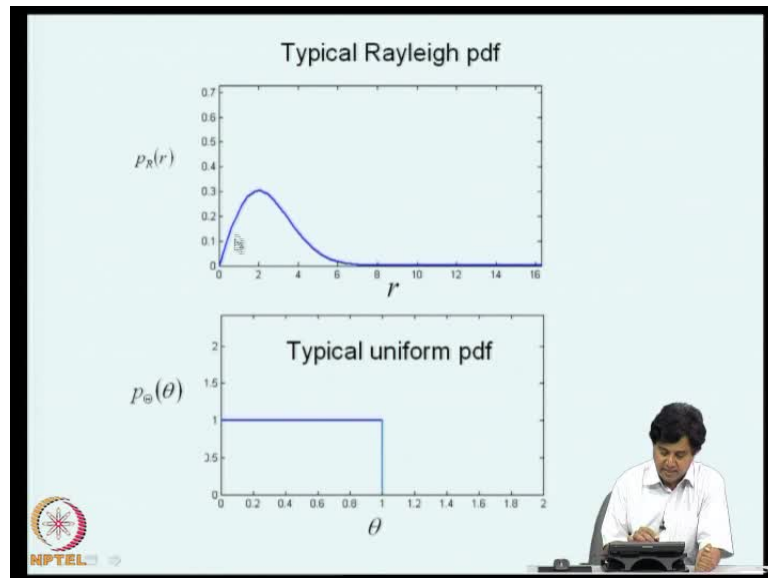 Typical Rayleigh pdf
0.7
0.6
0.5
p_R(r)
0.4
0.3
0.2
0.1
0
0 2 4 6 8 10 12 14 16
r
Typical uniform pdf
2
1.5
p_Θ(θ)
1
0.5
0
0 0.2 0.4 0.6 0.8 1 1.2 1.4 1.6 1.8 2
θ
NPTEL